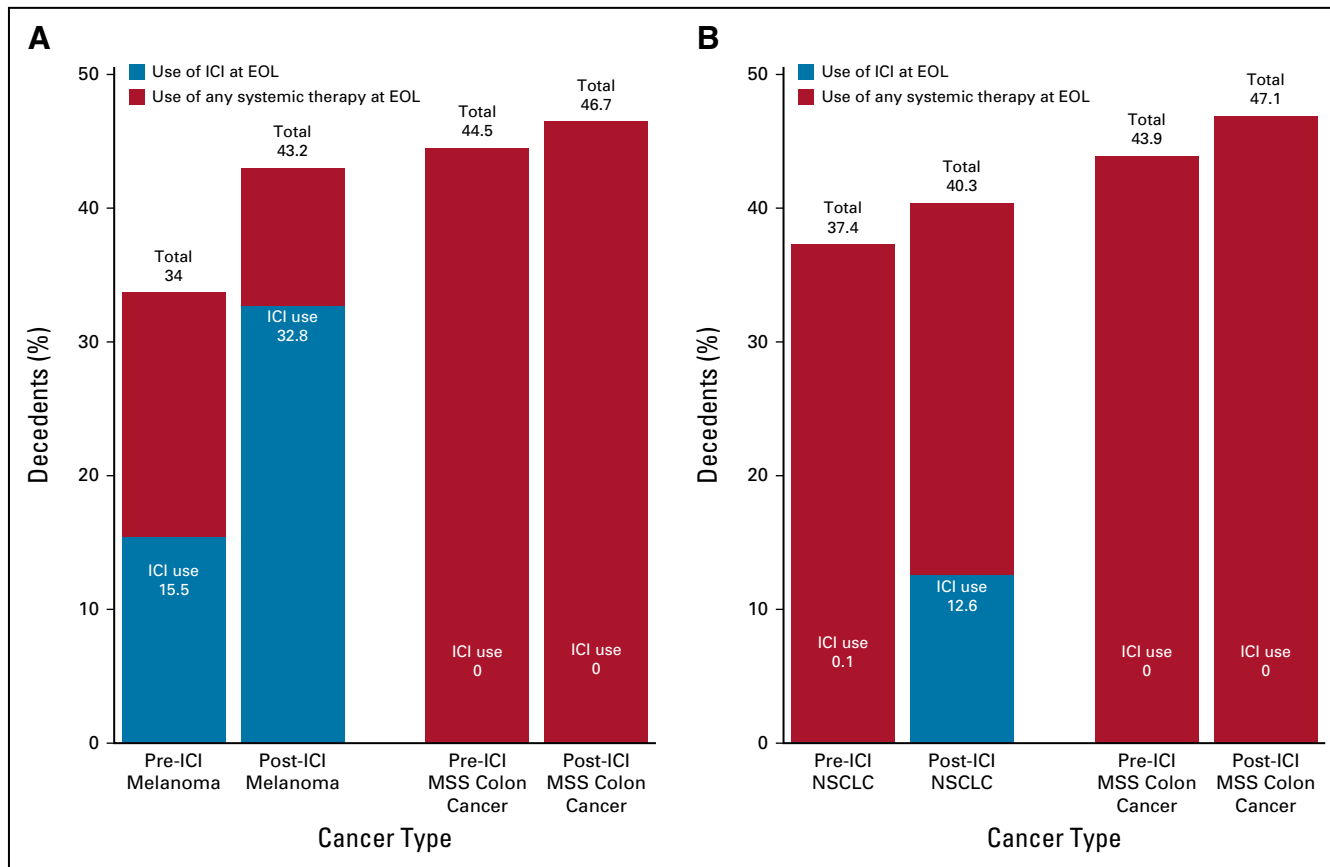 A
Use of ICI at EOL
Use of any systemic therapy at EOL
Decedents (%)
50
40
30
20
10
0
Total
34
ICI use
15.5
Total
43.2
ICI use
32.8
Total
44.5
ICI use
0
Total
46.7
ICI use
0
Pre-ICI
Melanoma
Post-ICI
Melanoma
Pre-ICI
MSS Colon
Cancer
Post-ICI
MSS Colon
Cancer
Cancer Type
B
Use of ICI at EOL
Use of any systemic therapy at EOL
Decedents (%)
50
40
30
20
10
0
Total
37.4
ICI use
0.1
Total
40.3
ICI use
12.6
Total
43.9
ICI use
0
Total
47.1
ICI use
0
Pre-ICI
NSCLC
Post-ICI
NSCLC
Pre-ICI
MSS Colon
Cancer
Post-ICI
MSS Colon
Cancer
Cancer Type